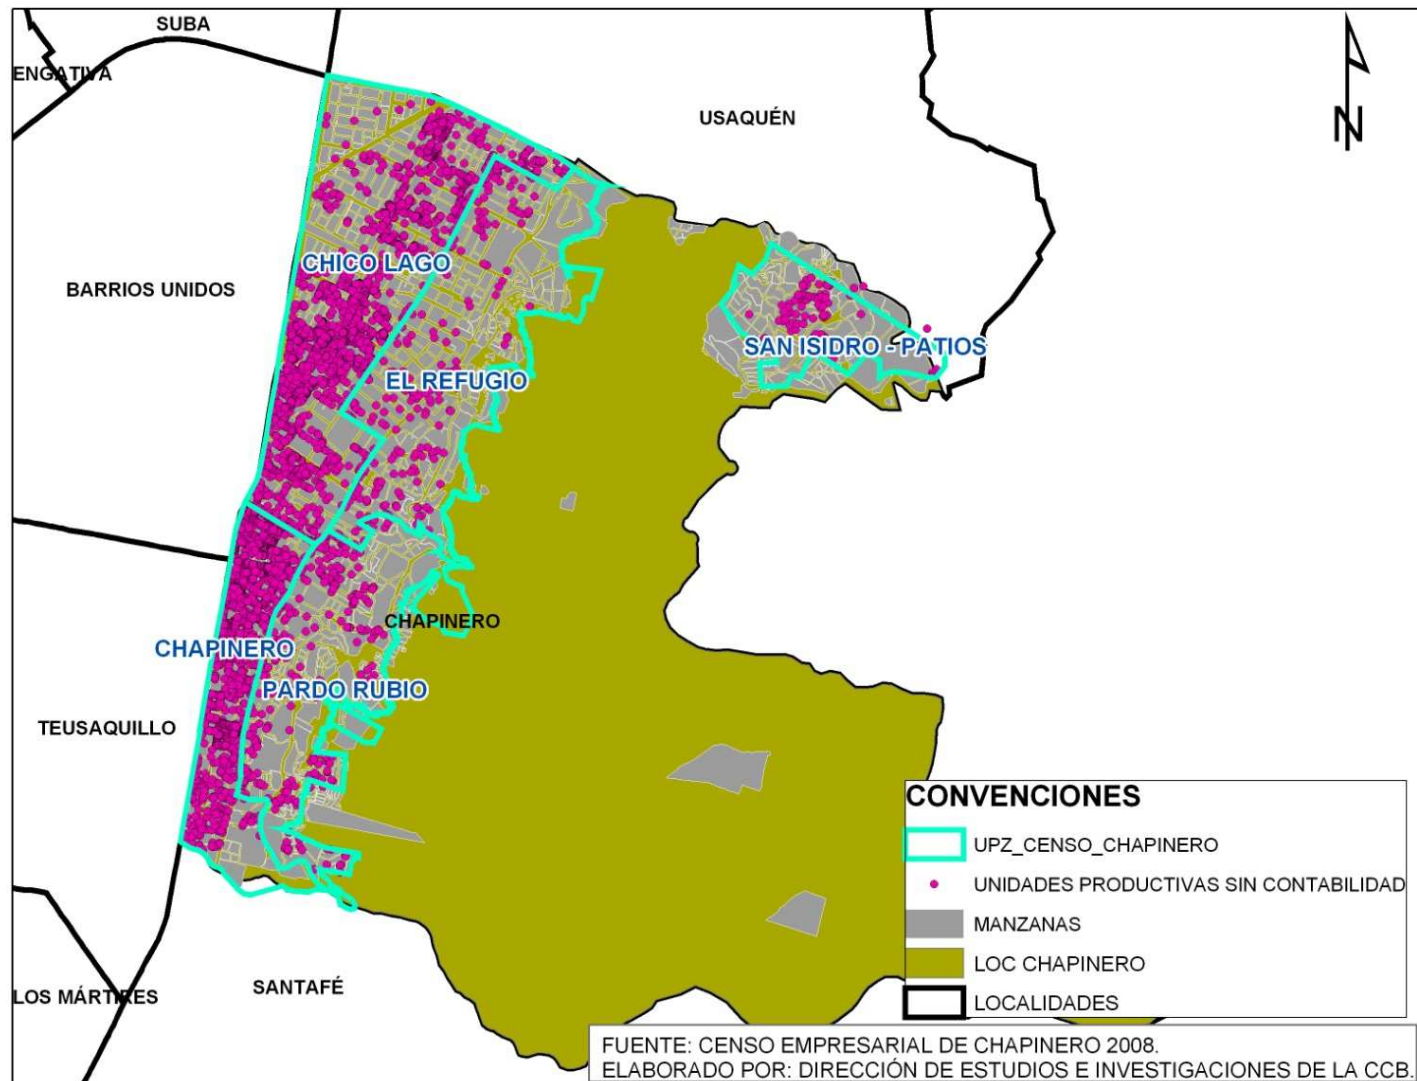 SUBA
ENGATIVA
USAQUÉN
N
CHICO LAGO
BARRIOS UNIDOS
SAN ISIDRO - PATIOS
EL REFUGIO
CHAPINERO
CHAPINERO
PARDO RUBIO
TEUSAQUILLO
CONVENCIONES
UPZ_CENSO_CHAPINERO
UNIDADES PRODUCTIVAS SIN CONTABILIDAD
MANZANAS
LOC CHAPINERO
LOCALIDADES
SANTAFÉ
LOS MÁRTIRES
FUENTE: CENSO EMPRESARIAL DE CHAPINERO 2008.
ELABORADO POR: DIRECCIÓN DE ESTUDIOS E INVESTIGACIONES DE LA CCB.